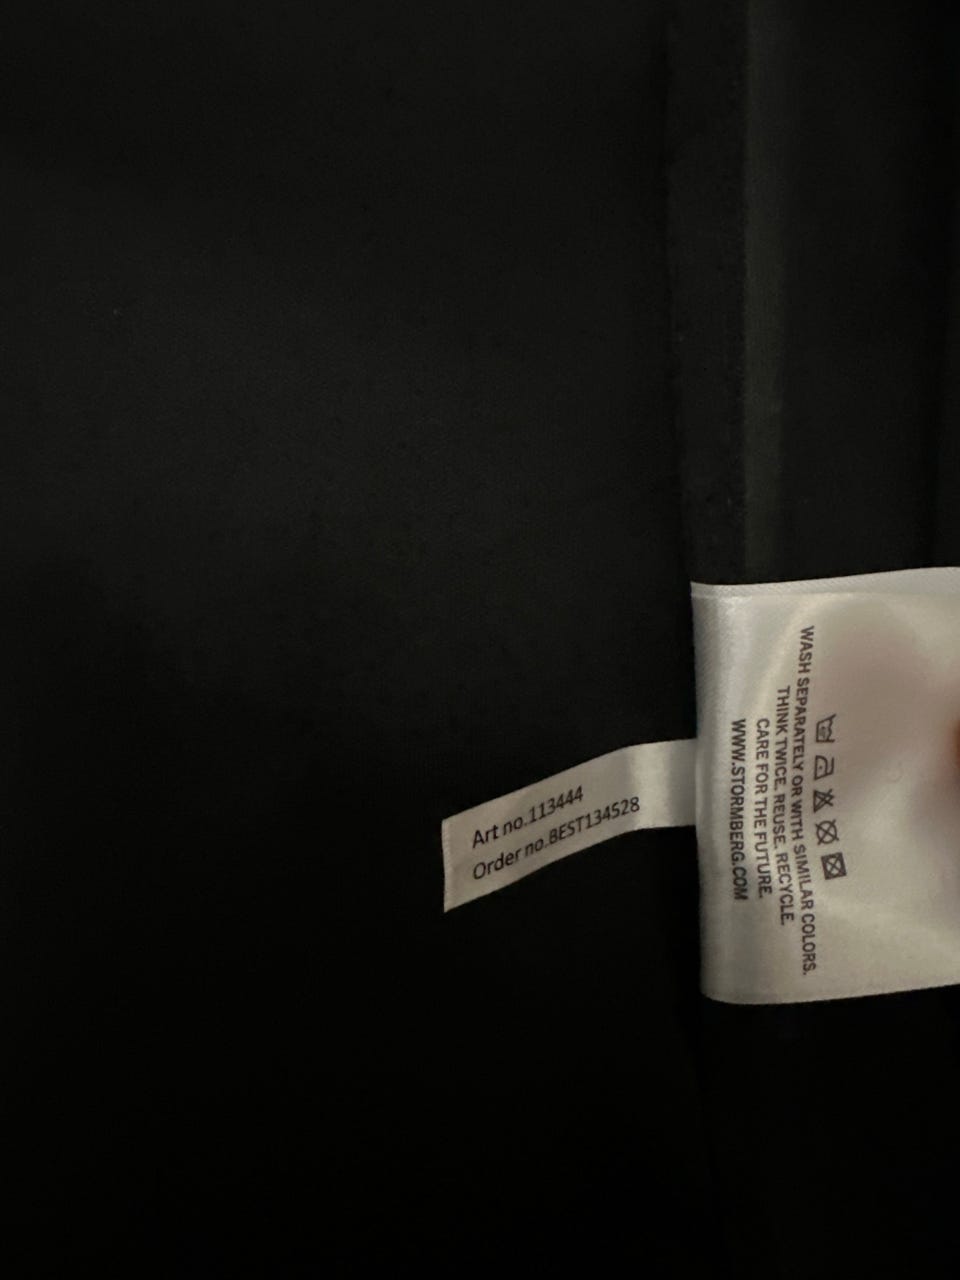 Art no.113444
Order no.BEST134528
WASH SEPARATELY OR WITH SIMILAR COLORS.
THINK TWICE. REUSE. RECYCLE.
CARE FOR THE FUTURE.
WWW.STORMBERG.COM